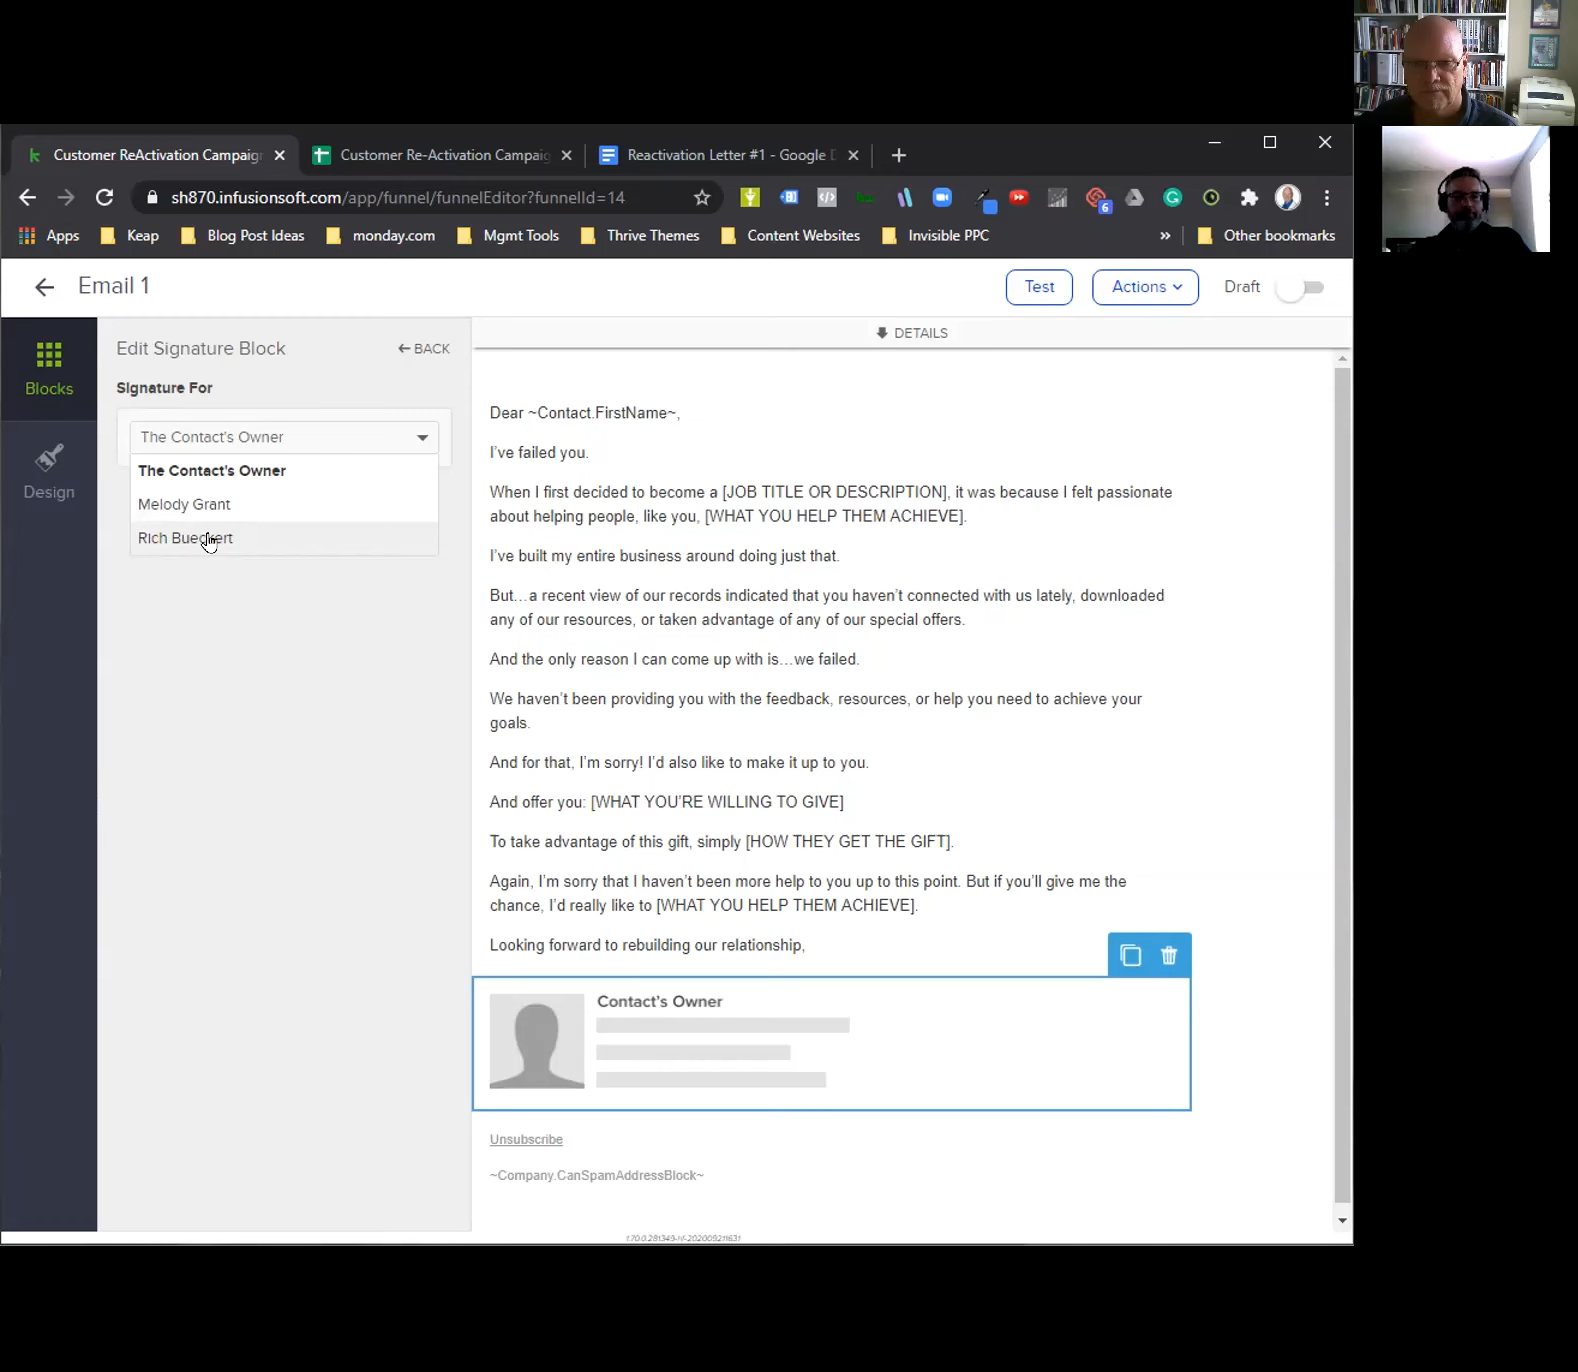 Customer ReActivation Campaig
Customer Re-Activation Campaig
Reactivation Letter #1 - Google D
sh870.infusionsoft.com/app/funnel/funnelEditor?funnelId=14
6
Apps
Keap
Blog Post Ideas
monday.com
Mgmt Tools
Thrive Themes
Content Websites
Invisible PPC
»
Other bookmarks
Email 1
Test
Actions
Draft
Blocks
Design
Edit Signature Block
BACK
Signature For
The Contact's Owner
The Contact's Owner
Melody Grant
Rich Bueckert
DETAILS
Dear ~Contact.FirstName~,
I've failed you.
When I first decided to become a [JOB TITLE OR DESCRIPTION], it was because I felt passionate
about helping people, like you, [WHAT YOU HELP THEM ACHIEVE].
I've built my entire business around doing just that.
But…a recent view of our records indicated that you haven't connected with us lately, downloaded
any of our resources, or taken advantage of any of our special offers.
And the only reason I can come up with is…we failed.
We haven't been providing you with the feedback, resources, or help you need to achieve your
goals.
And for that, I'm sorry! I'd also like to make it up to you.
And offer you: [WHAT YOU'RE WILLING TO GIVE]
To take advantage of this gift, simply [HOW THEY GET THE GIFT].
Again, I'm sorry that I haven't been more help to you up to this point. But if you'll give me the
chance, I'd really like to [WHAT YOU HELP THEM ACHIEVE].
Looking forward to rebuilding our relationship,
Contact's Owner
Unsubscribe
~Company.CanSpamAddressBlock~